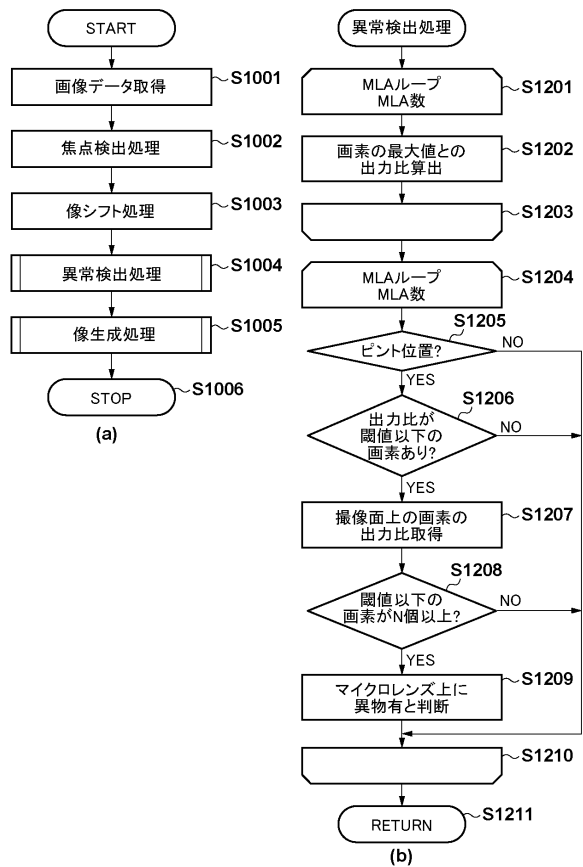 START
画像データ取得
S1001
焦点検出処理
S1002
像シフト処理
S1003
異常検出処理
S1004
像生成処理
S1005
STOP
S1006
(a)
異常検出処理
MLAループ
MLA数
S1201
画素の最大値との
出力比算出
S1202
S1203
MLAループ
MLA数
S1204
ピント位置?
S1205
NO
YES
出力比が
閾値以下の
画素あり?
S1206
NO
YES
撮像面上の画素の
出力比取得
S1207
閾値以下の
画素がN個以上?
S1208
NO
YES
マイクロレンズ上に
異物有と判断
S1209
S1210
RETURN
S1211
(b)